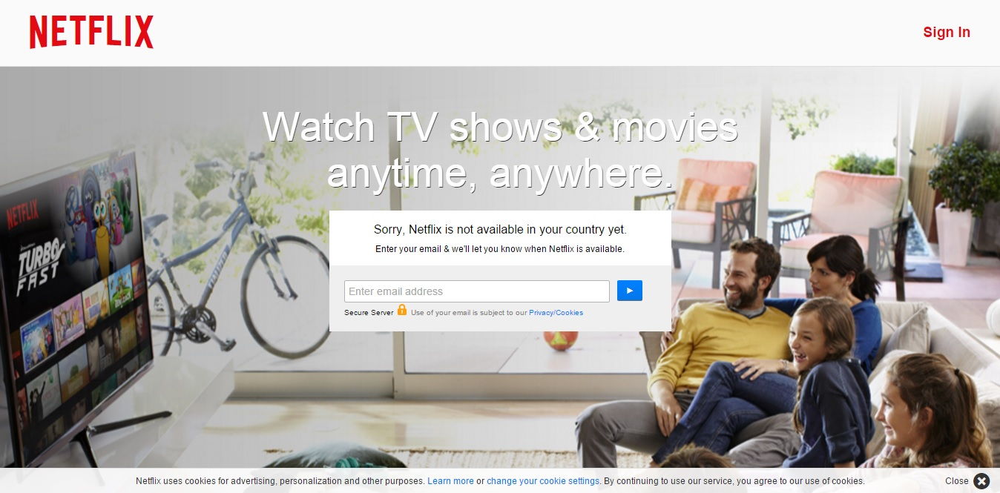 NETFLIX
Sign In
Watch TV shows & movies
anytime, anywhere.
NETFLIX
TURBO
FAST
Sorry, Netflix is not available in your country yet.
Enter your email & we'll let you know when Netflix is available.
Enter email address
Secure Server Use of your email is subject to our Privacy/Cookies
Netflix uses cookies for advertising, personalization and other purposes. Learn more or change your cookie settings. By continuing to use our service, you agree to our use of cookies.
Close